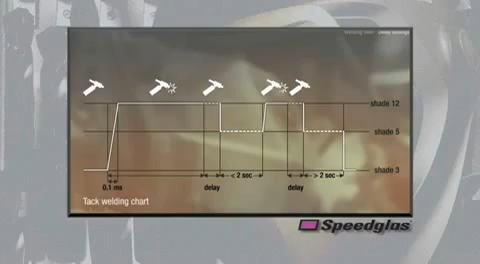 shade 12
shade 5
shade 3
0.1 ms
delay
< 2 sec
delay
> 2 sec
Tack welding chart
Speedglas